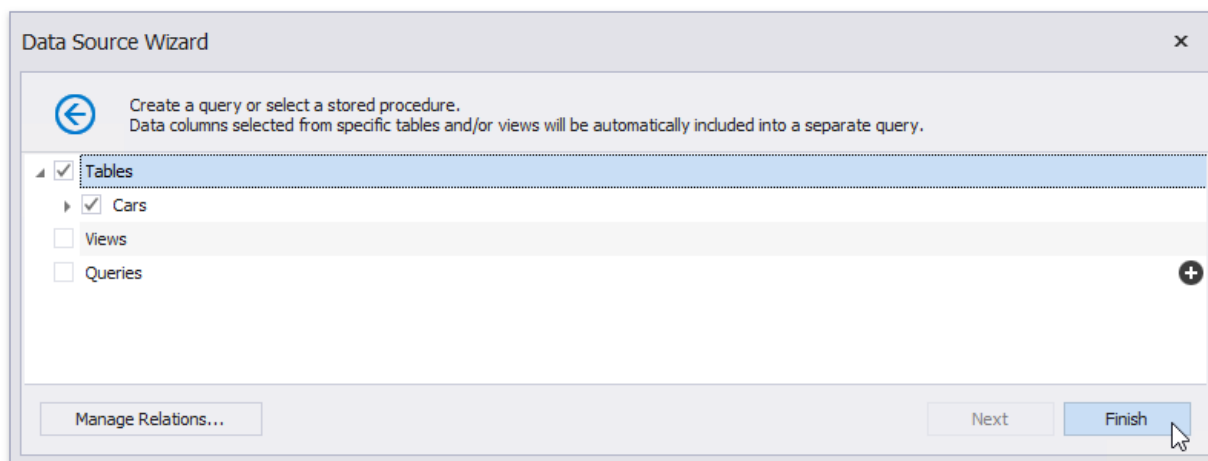 Data Source Wizard
Create a query or select a stored procedure.
Data columns selected from specific tables and/or views will be automatically included into a separate query.
Tables
Cars
Views
Queries
Manage Relations...
Next
Finish